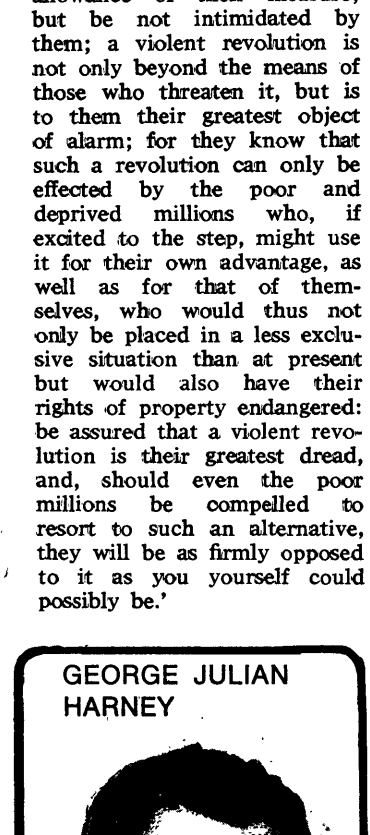 but be not intimidated by
them; a violent revolution is
not only beyond the means of
those who threaten it, but is
to them their greatest object
of alarm; for they know that
such a revolution can only be
effected by the poor and
deprived millions who, if
excited to the step, might use
it for their own advantage, as
well as for that of them-
selves, who would thus not
only be placed in a less exclu-
sive situation than at present
but would also have their
rights of property endangered:
be assured that a violent revo-
lution is their greatest dread,
and, should even the poor
millions be compelled to
resort to such an alternative,
they will be as firmly opposed
to it as you yourself could
possibly be.'
GEORGE JULIAN
HARNEY